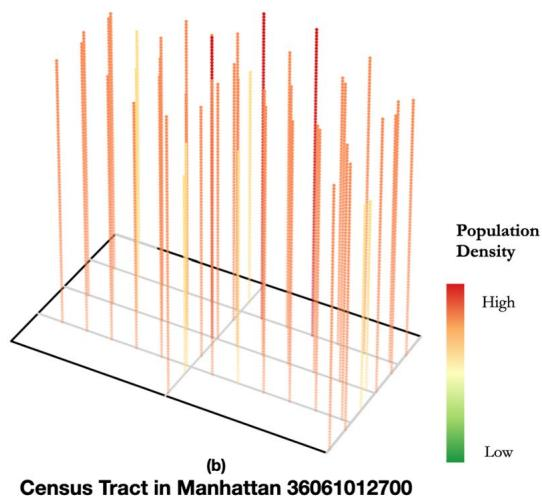 Population
Density
High
Low
(b)
Census Tract in Manhattan 36061012700